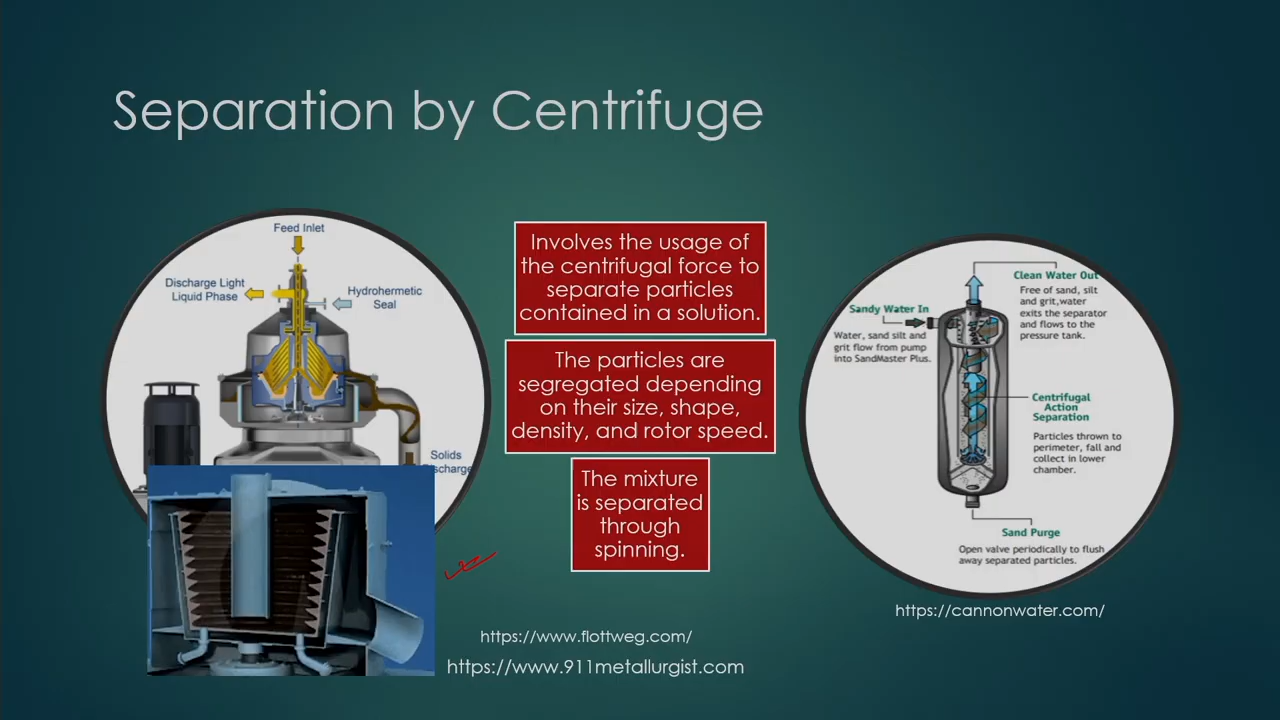 Separation by Centrifuge
Feed Inlet
Discharge Light
Liquid Phase
Hydrohermetic
Seal
Solids
Discharge
Involves the usage of
the centrifugal force to
separate particles
contained in a solution.
The particles are
segregated depending
on their size, shape,
density, and rotor speed.
The mixture
is separated
through
spinning.
Clean Water Out
Free of sand, silt
and grit,water
exits the separator
and flows to the
pressure tank.
Sandy Water In
Water, sand silt and
grit flow from pump
into SandMaster Plus.
Centrifugal
Action
Separation
Particles thrown to
perimeter, fall and
collect in lower
chamber.
Sand Purge
Open valve periodically to flush
away separated particles.
https://cannonwater.com/
https://www.flottweg.com/
https://www.911metallurgist.com